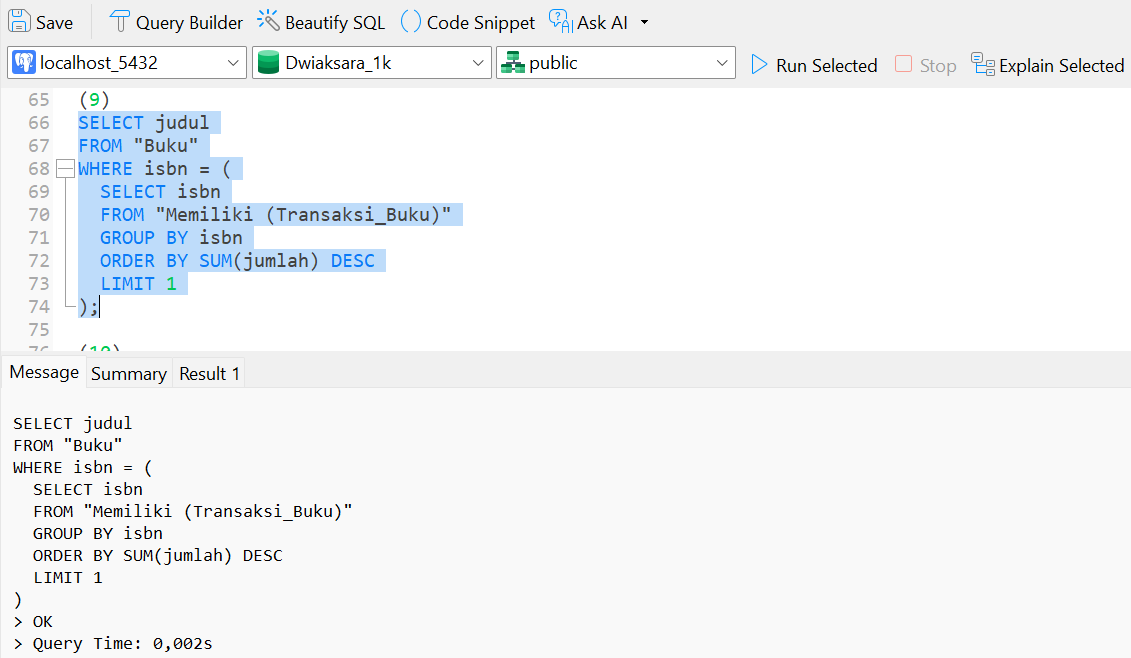 Save Query Builder Beautify SQL Code Snippet Ask AI
localhost_5432 Dwiaksara_1k public Run Selected Stop Explain Selected
65 (9)
66 SELECT judul
67 FROM "Buku"
68 WHERE isbn = (
69 SELECT isbn
70 FROM "Memiliki (Transaksi_Buku)"
71 GROUP BY isbn
72 ORDER BY SUM(jumlah) DESC
73 LIMIT 1
74 );
75
76 (10)
Message Summary Result 1
SELECT judul
FROM "Buku"
WHERE isbn = (
SELECT isbn
FROM "Memiliki (Transaksi_Buku)"
GROUP BY isbn
ORDER BY SUM(jumlah) DESC
LIMIT 1
)
> OK
> Query Time: 0,002s